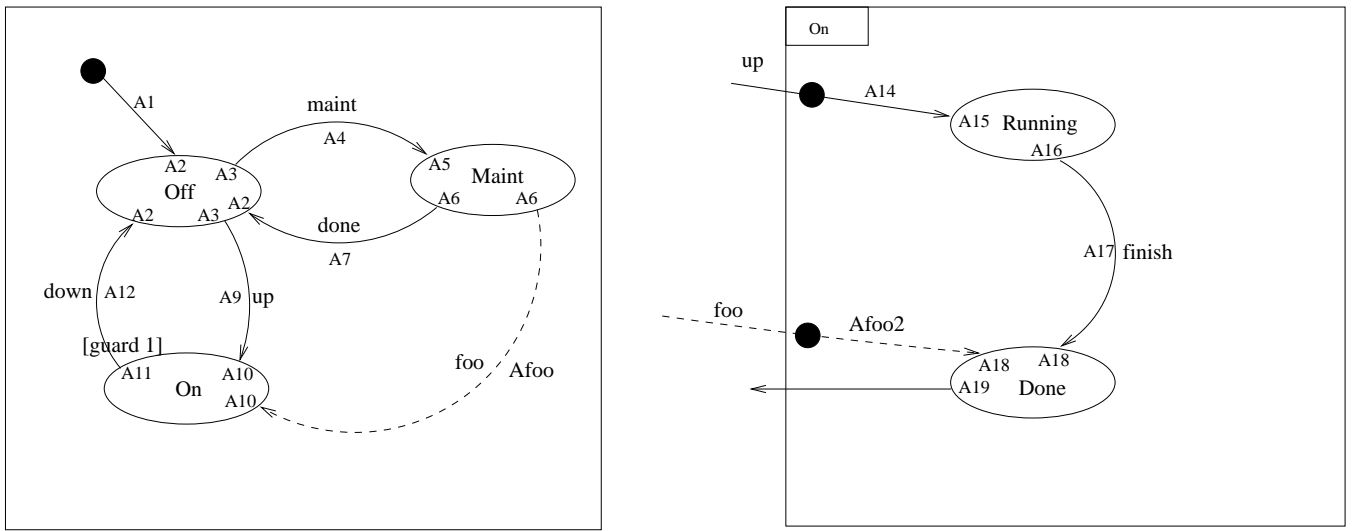 A1
maint
A4
A2
A3
Off
A2
A2
A3
A5
Maint
A6
A6
done
A7
down
A12
A9
up
[guard 1]
A11
A10
On
A10
foo
Afoo
On
up
A14
A15
Running
A16
A17
finish
foo
Afoo2
A18
A18
A19
Done